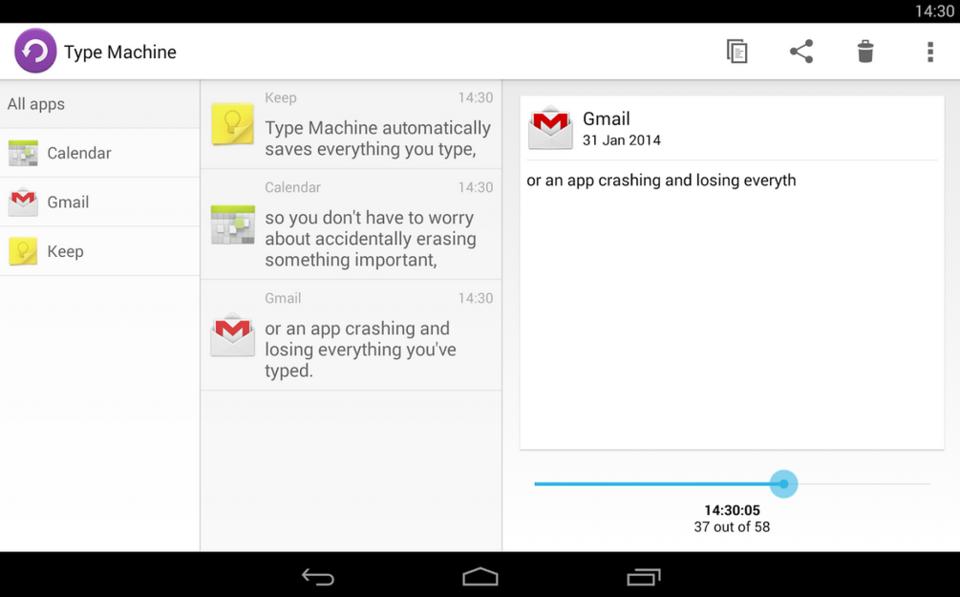 14:30
Type Machine
All apps
Calendar
Gmail
Keep
Keep 14:30
Type Machine automatically
saves everything you type,
Calendar 14:30
so you don't have to worry
about accidentally erasing
something important,
Gmail 14:30
or an app crashing and
losing everything you've
typed.
Gmail
31 Jan 2014
or an app crashing and losing everyth
14:30:05
37 out of 58